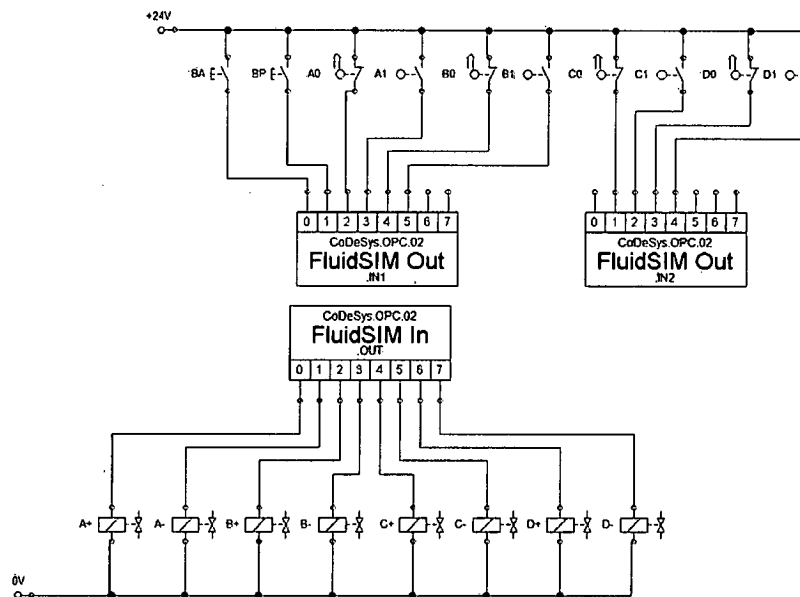 +24V
BA BP A0 A1 B0 B1 C0 C1 D0 D1
0 1 2 3 4 5 6 7
CoDeSys.OPC.02
FluidSIM Out
.IN1
0 1 2 3 4 5 6 7
CoDeSys.OPC.02
FluidSIM Out
.IN2
CoDeSys.OPC.02
FluidSIM In
.OUT
0 1 2 3 4 5 6 7
A+ A- B+ B- C+ C- D+ D-
0V